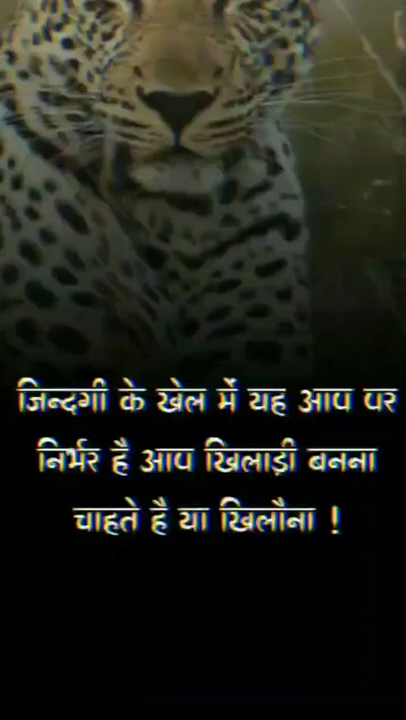 जिन्दगी के खेल में यह आप पर
निर्भर है आप खिलाड़ी बनना
चाहते है या खिलौना !